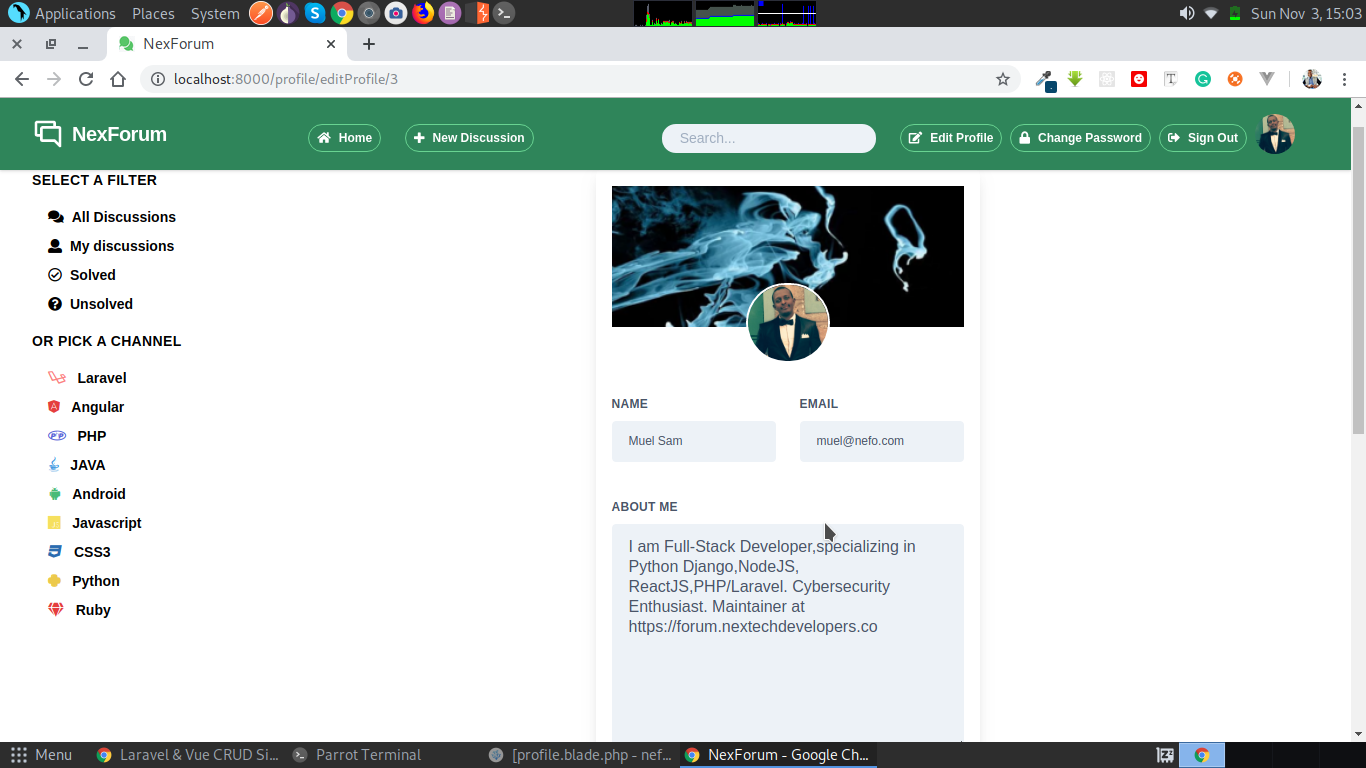 Applications Places System
Sun Nov 3, 15:03
NexForum
localhost:8000/profile/editProfile/3
NexForum
Home
New Discussion
Search...
Edit Profile
Change Password
Sign Out
SELECT A FILTER
All Discussions
My discussions
Solved
Unsolved
OR PICK A CHANNEL
Laravel
Angular
PHP
JAVA
Android
Javascript
CSS3
Python
Ruby
NAME
EMAIL
Muel Sam
muel@nefo.com
ABOUT ME
I am Full-Stack Developer,specializing in
Python Django,NodeJS,
ReactJS,PHP/Laravel. Cybersecurity
Enthusiast. Maintainer at
https://forum.nextechdevelopers.co
Menu
Laravel & Vue CRUD Si...
Parrot Terminal
[profile.blade.php - nef...
NexForum - Google Ch...